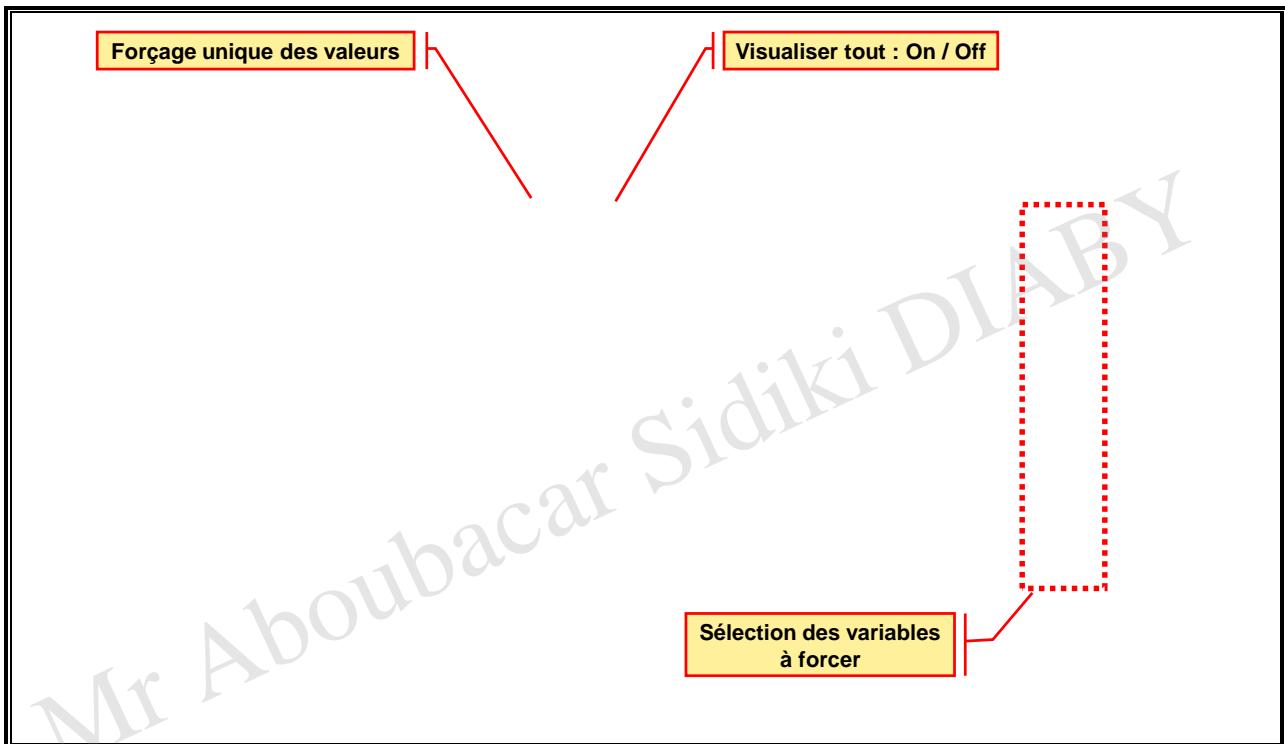 Forçage unique des valeurs
Visualiser tout : On / Off
Mr Aboubacar Sidiki DIABY
Sélection des variables
à forcer